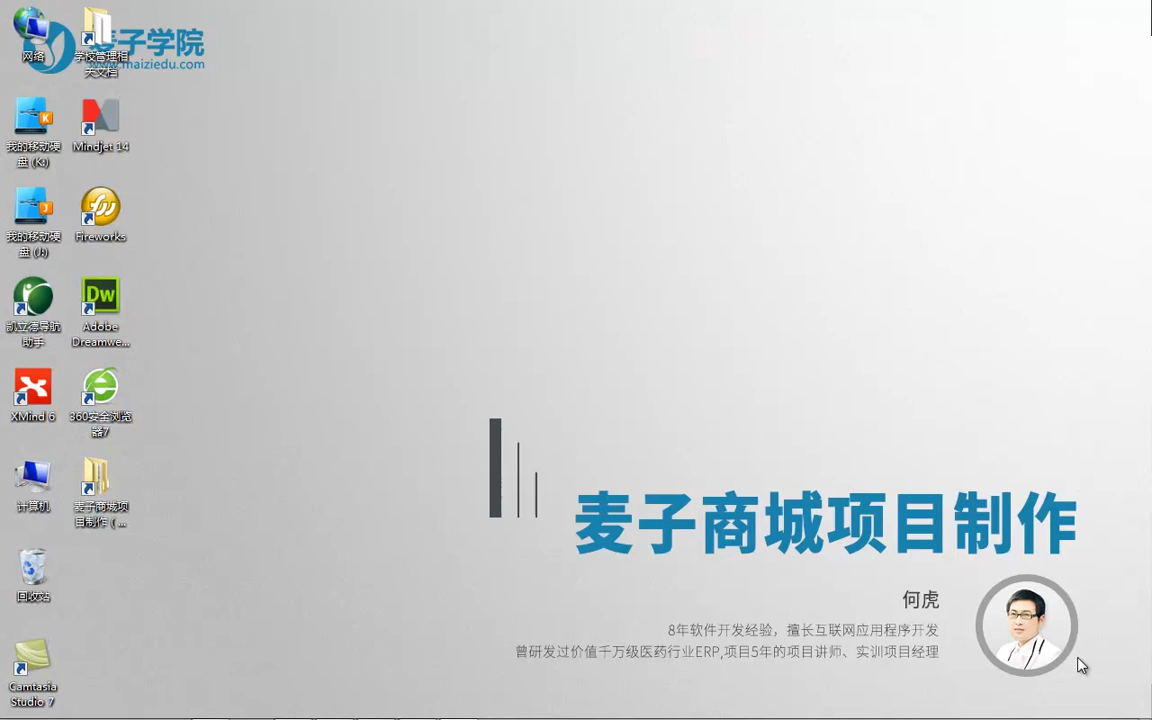 麦子学院
www.maiziedu.com
网络
学校管理相
关文档
我的移动硬
盘 (K:)
Mindjet 14
我的移动硬
盘 (J:)
Fireworks
凯立德导航
助手
Adobe
Dreamwe...
XMind 6
360安全浏览
器7
计算机
麦子商城项
目制作 ( ...
回收站
Camtasia
Studio 7
麦子商城项目制作
何虎
8年软件开发经验，擅长互联网应用程序开发
曾研发过价值千万级医药行业ERP,项目5年的项目讲师、实训项目经理